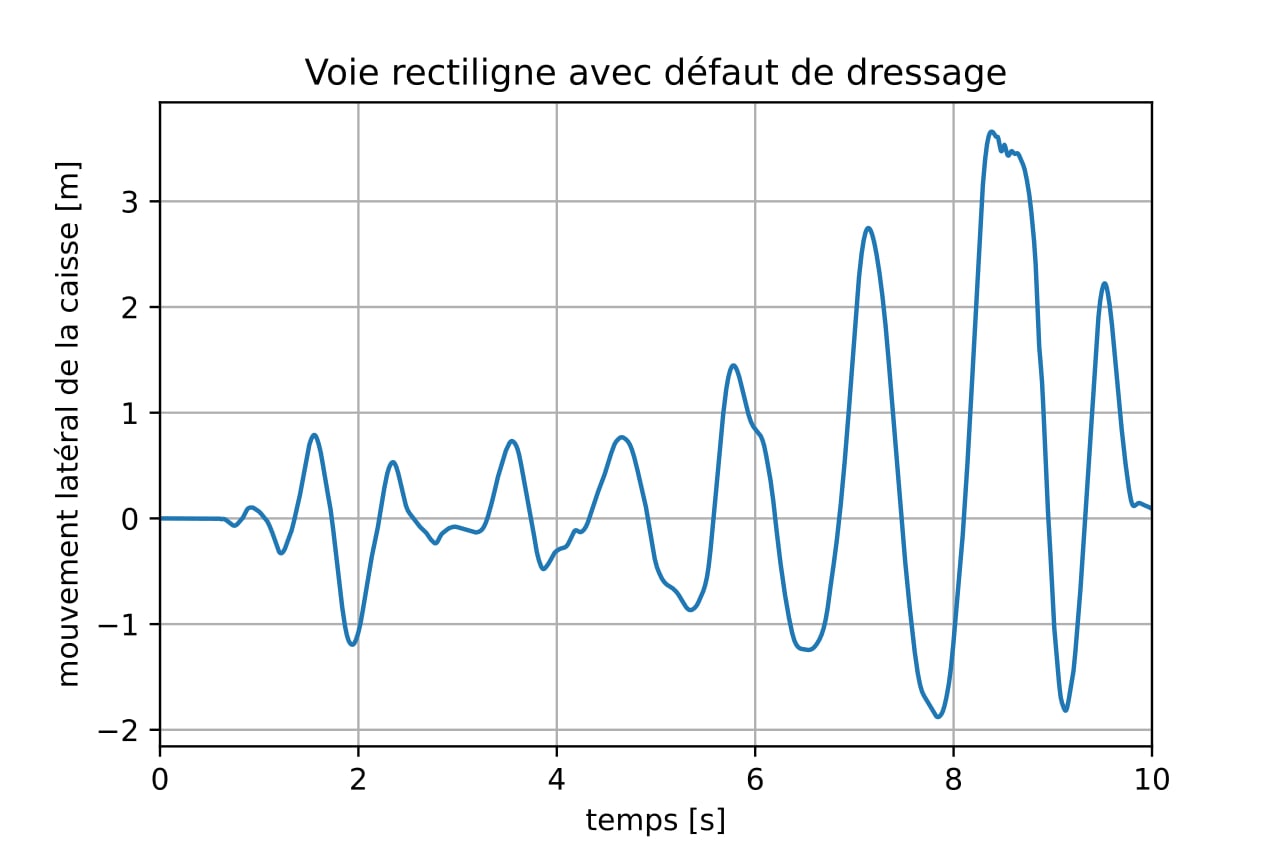 Voie rectiligne avec défaut de dressage
mouvement latéral de la caisse [m]
3
2
1
0
−1
−2
0 2 4 6 8 10
temps [s]